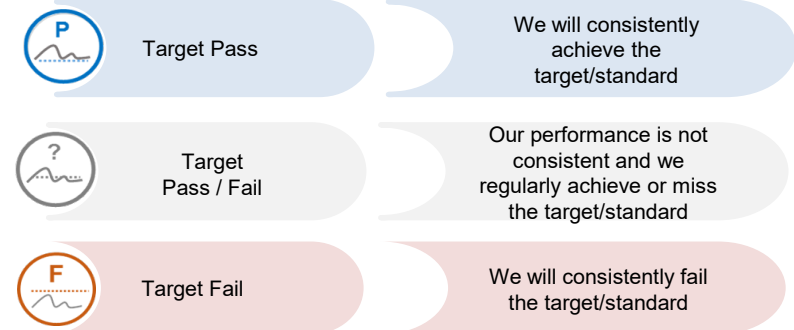 P
Target Pass
We will consistently
achieve the
target/standard
?
Target
Pass / Fail
Our performance is not
consistent and we
regularly achieve or miss
the target/standard
F
Target Fail
We will consistently fail
the target/standard